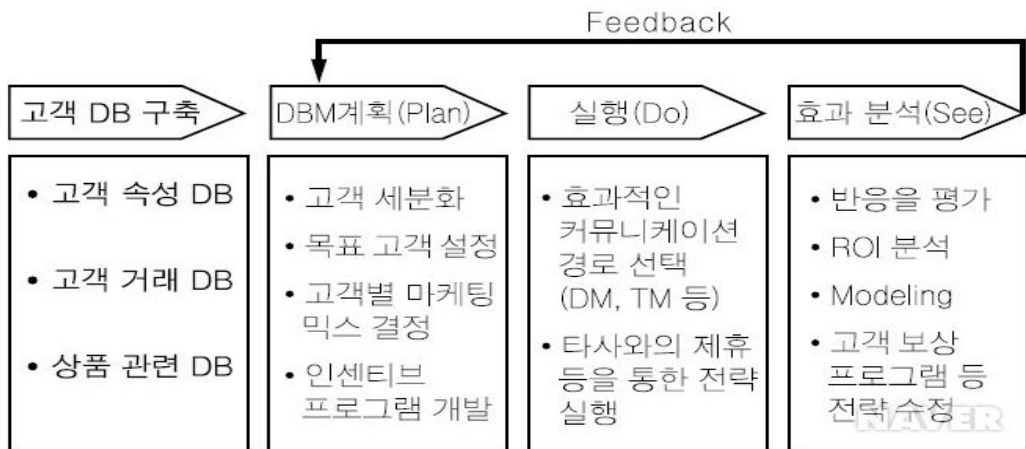 Feedback
고객 DB 구축
DBM계획(Plan)
실행(Do)
효과 분석(See)
• 고객 속성 DB
• 고객 거래 DB
• 상품 관련 DB
• 고객 세분화
• 목표 고객 설정
• 고객별 마케팅
믹스 결정
• 인센티브
프로그램 개발
• 효과적인
커뮤니케이션
경로 선택
(DM, TM 등)
• 타사와의 제휴
등을 통한 전략
실행
• 반응을 평가
• ROI 분석
• Modeling
• 고객 보상
프로그램 등
전략 수정
NAVER